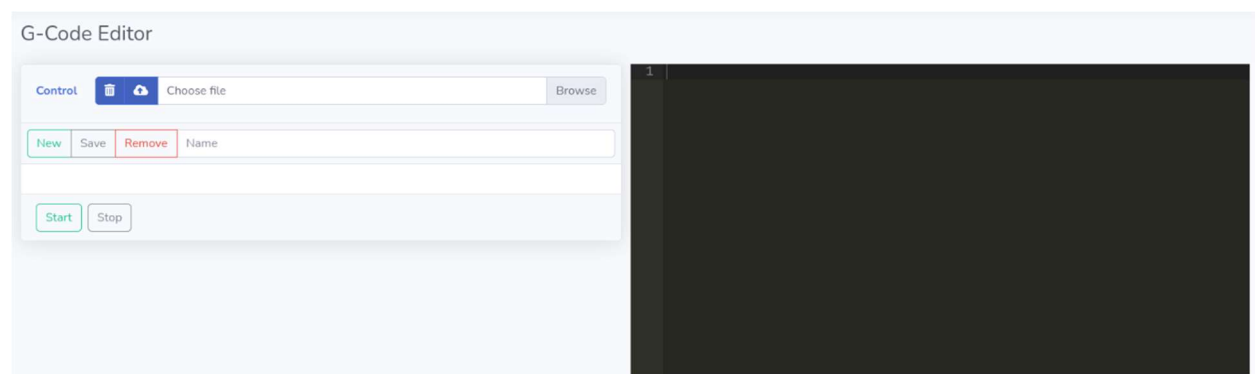 G-Code Editor
Control Choose file Browse
New Save Remove Name
Start Stop
1